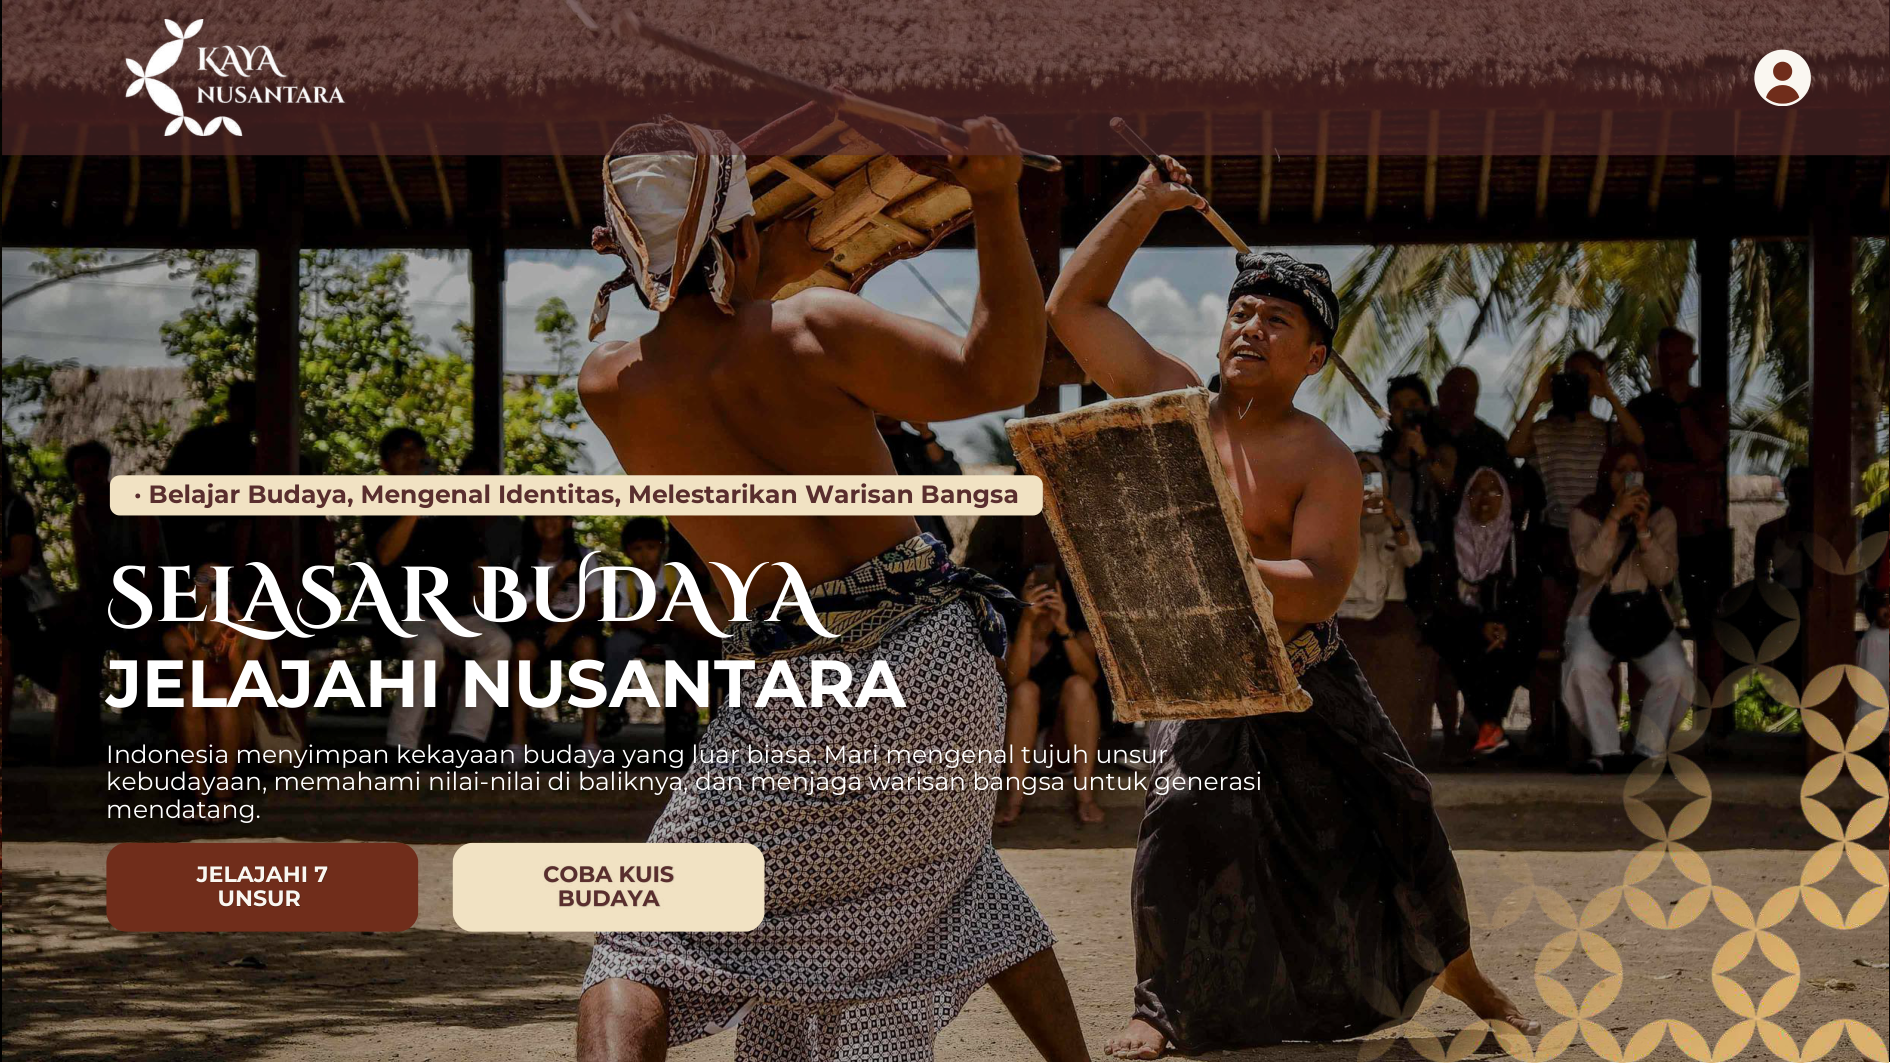 KAYA
NUSANTARA
· Belajar Budaya, Mengenal Identitas, Melestarikan Warisan Bangsa
SELASAR BUDAYA
JELAJAHI NUSANTARA
Indonesia menyimpan kekayaan budaya yang luar biasa. Mari mengenal tujuh unsur
kebudayaan, memahami nilai-nilai di baliknya, dan menjaga warisan bangsa untuk generasi
mendatang.
JELAJAHI 7
UNSUR
COBA KUIS
BUDAYA